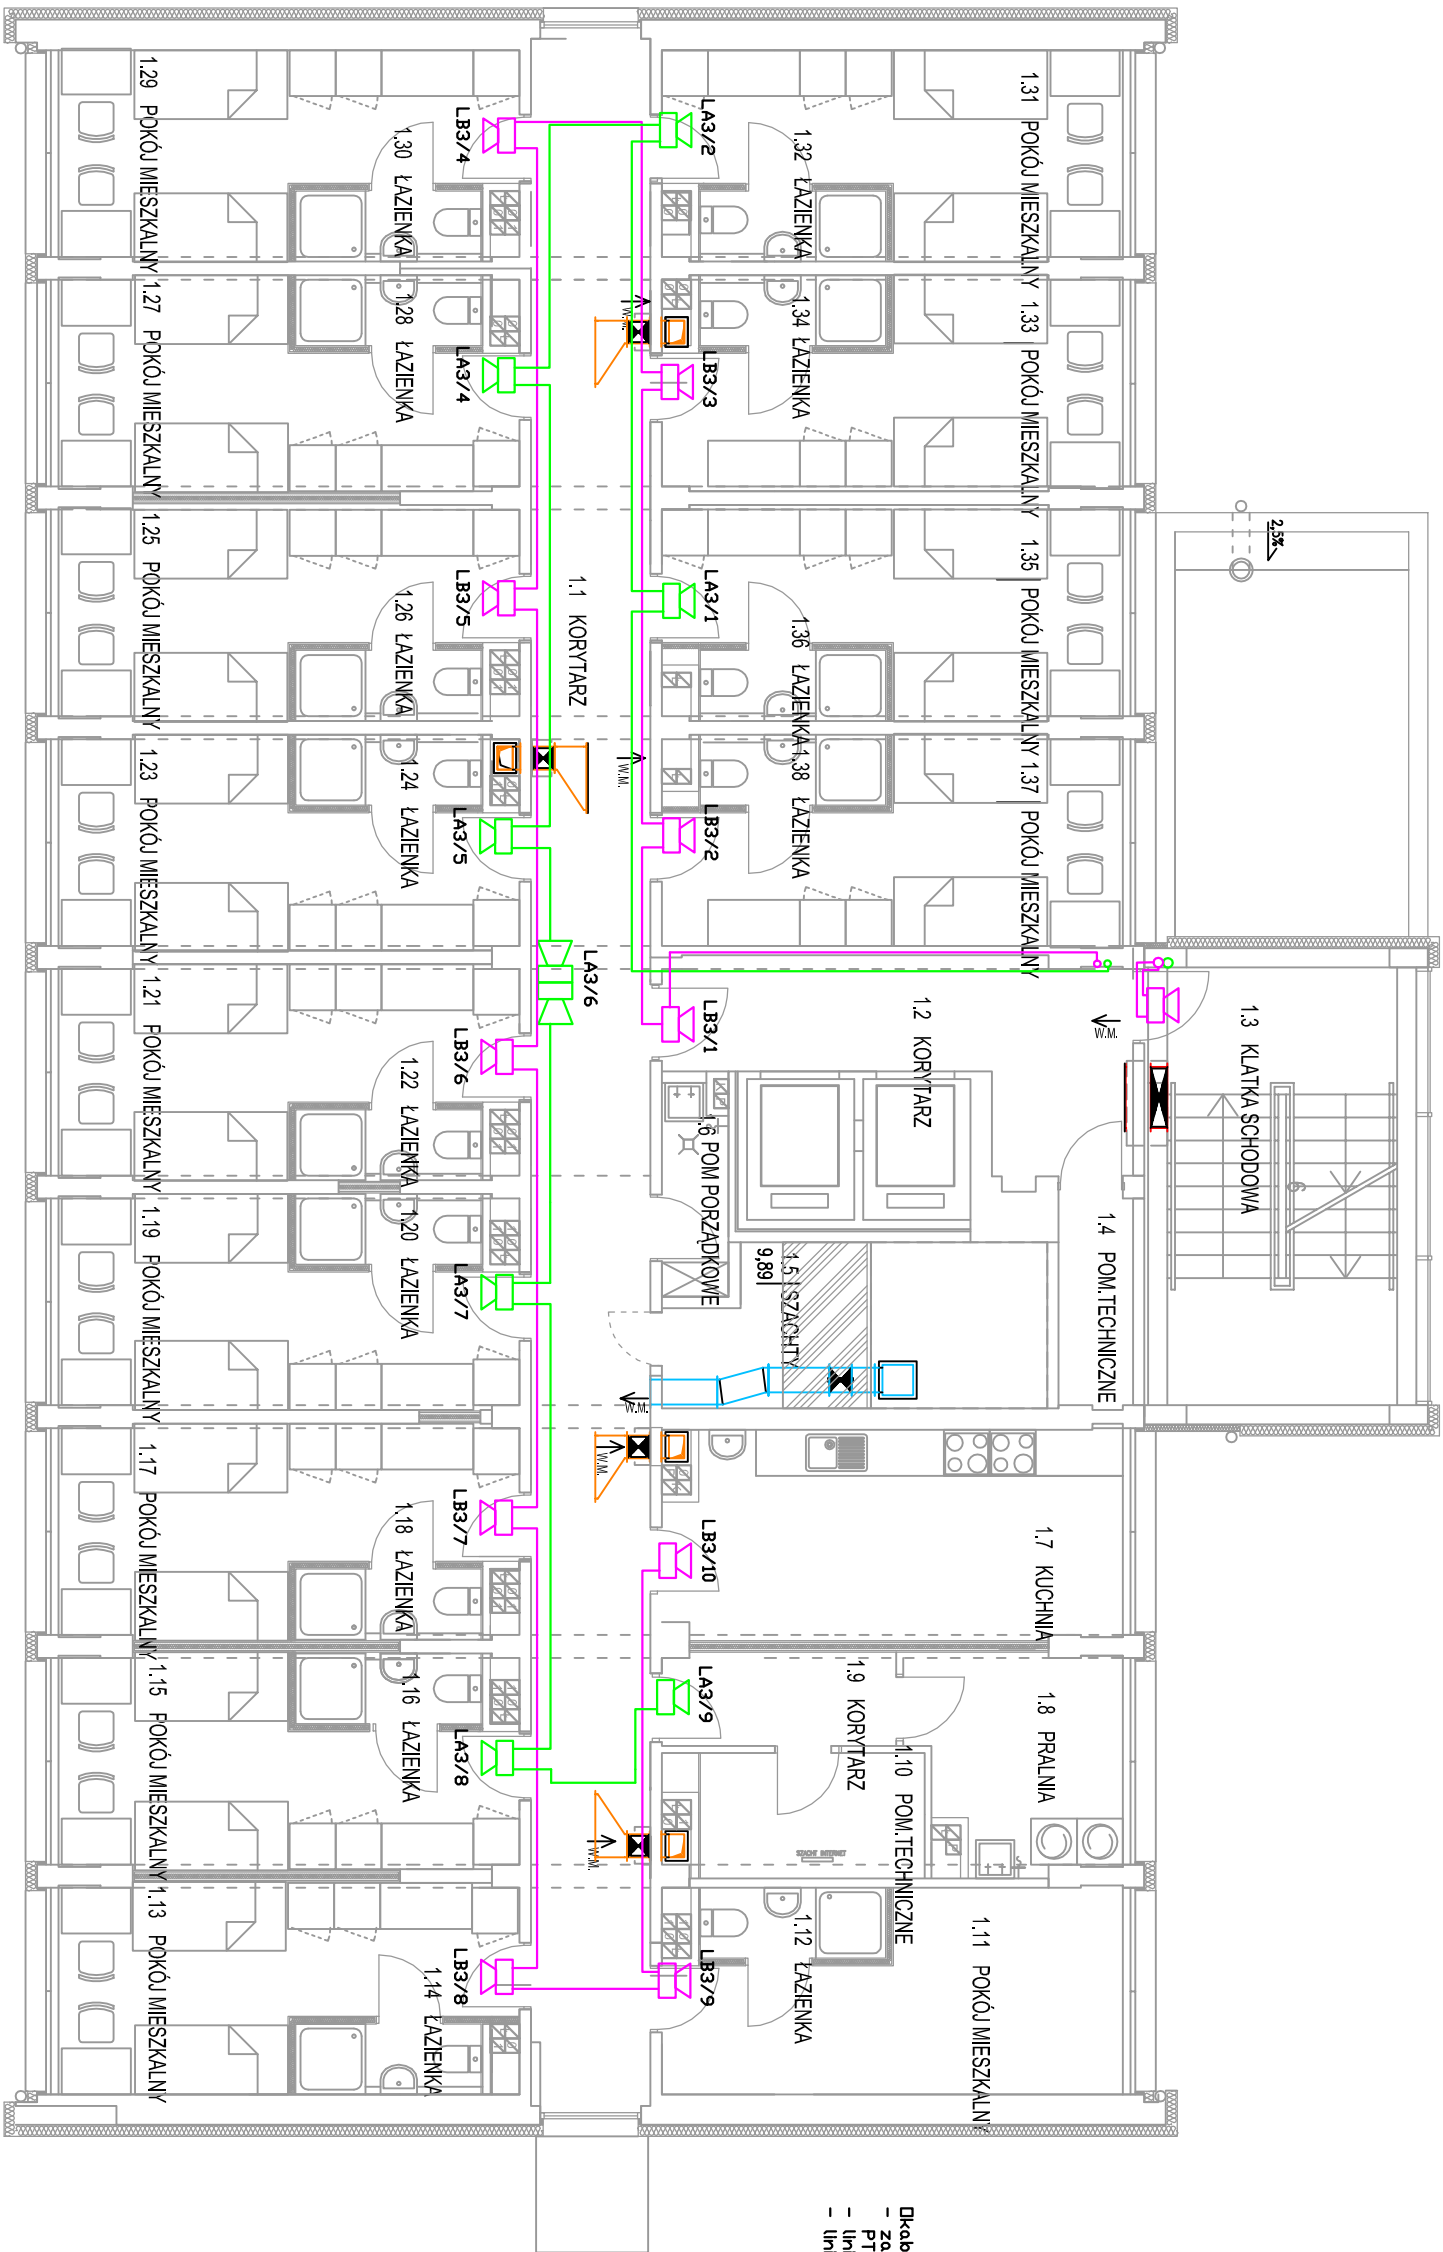 1.29 POKÓJ MIESZKALNY
1.30 ŁAZIENKA
LB3/4
LA3/2
1.32 ŁAZIENKA
1.31 POKÓJ MIESZKALNY
1.27 POKÓJ MIESZKALNY
1.28 ŁAZIENKA
LA3/4
W.M.
LB3/3
1.34 ŁAZIENKA
1.33 POKÓJ MIESZKALNY
1.25 POKÓJ MIESZKALNY
1.26 ŁAZIENKA
LB3/5
1.1 KORYTARZ
LA3/1
1.36 ŁAZIENKA
1.35 POKÓJ MIESZKALNY
2,5%
1.23 POKÓJ MIESZKALNY
1.24 ŁAZIENKA
LA3/5
W.M.
LB3/2
1.38 ŁAZIENKA
1.37 POKÓJ MIESZKALNY
1.21 POKÓJ MIESZKALNY
1.22 ŁAZIENKA
LB3/6
LA3/6
LB3/1
1.2 KORYTARZ
W.M.
1.3 KLATKA SCHODOWA
1.6 POM PORZĄDKOWE
1.19 POKÓJ MIESZKALNY
1.20 ŁAZIENKA
LA3/7
9,89
1.5 SZACHTY
1.4 POM.TECHNICZNE
W.M.
1.17 POKÓJ MIESZKALNY
1.18 ŁAZIENKA
LB3/7
W.M.
LB3/10
1.7 KUCHNIA
1.15 POKÓJ MIESZKALNY
1.16 ŁAZIENKA
LA3/8
LA3/9
1.9 KORYTARZ
1.8 PRALNIA
1.10 POM.TECHNICZNE
W.M.
SZACHT INTERNET
1.13 POKÓJ MIESZKALNY
1.14 ŁAZIENKA
LB3/8
LB3/9
1.12 ŁAZIENKA
1.11 POKÓJ MIESZKALNY
Okab
- za
PT
- lini
- lini